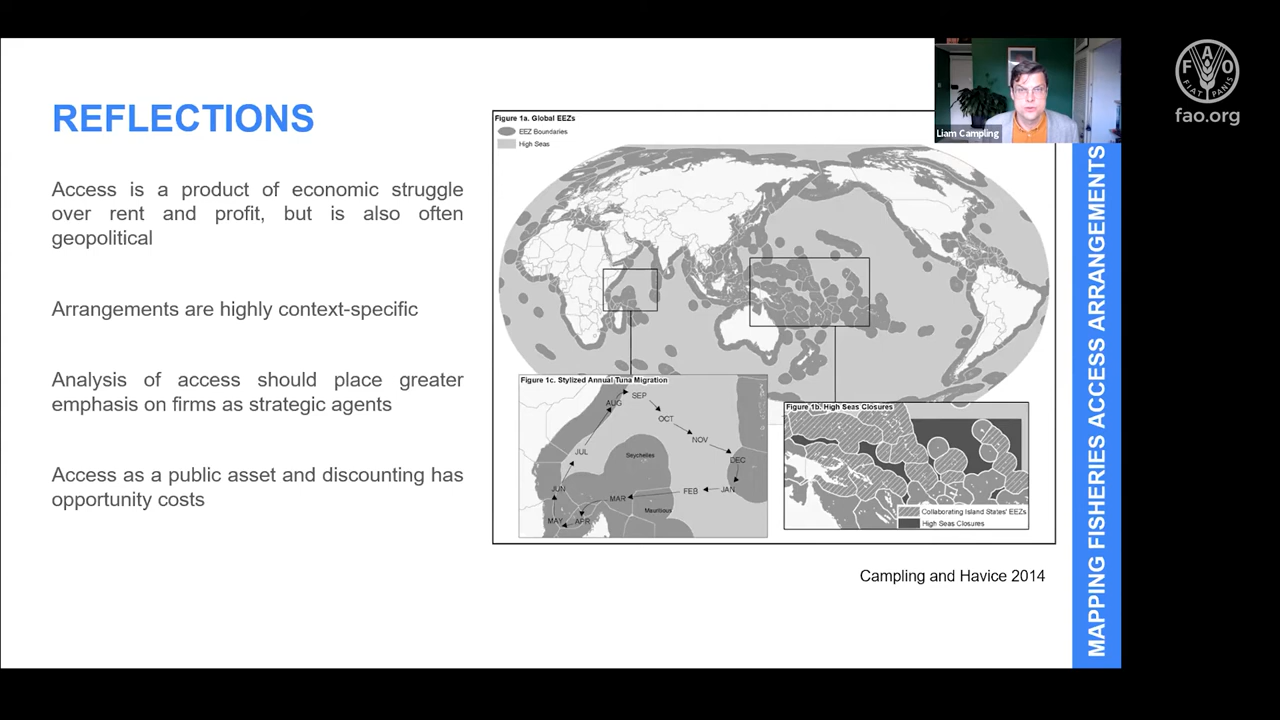 REFLECTIONS
Access is a product of economic struggle
over rent and profit, but is also often
geopolitical
Arrangements are highly context-specific
Analysis of access should place greater
emphasis on firms as strategic agents
Access as a public asset and discounting has
opportunity costs
Figure 1a. Global EEZs
EEZ Boundaries
High Seas
Figure 1c. Stylized Annual Tuna Migration
SEP
AUG
OCT
NOV
JUL
Seychelles
DEC
JUN
FEB
JAN
MAR
Mauritius
MAY
APR
Figure 1b. High Seas Closures
Collaborating Island States' EEZs
High Seas Closures
Campling and Havice 2014
Liam Campling
MAPPING FISHERIES ACCESS ARRANGEMENTS
F A O
FIAT PANIS
fao.org